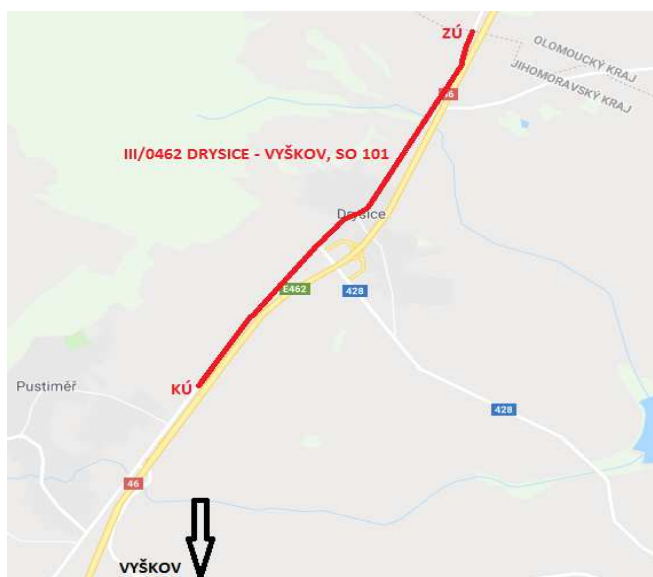 ZÚ
OLOMOUCKÝ KRAJ
JIHOMORAVSKÝ KRAJ
46
III/0462 DRYSICE - VYŠKOV, SO 101
Drysice
E462
428
KÚ
Pustiměř
428
46
VYŠKOV